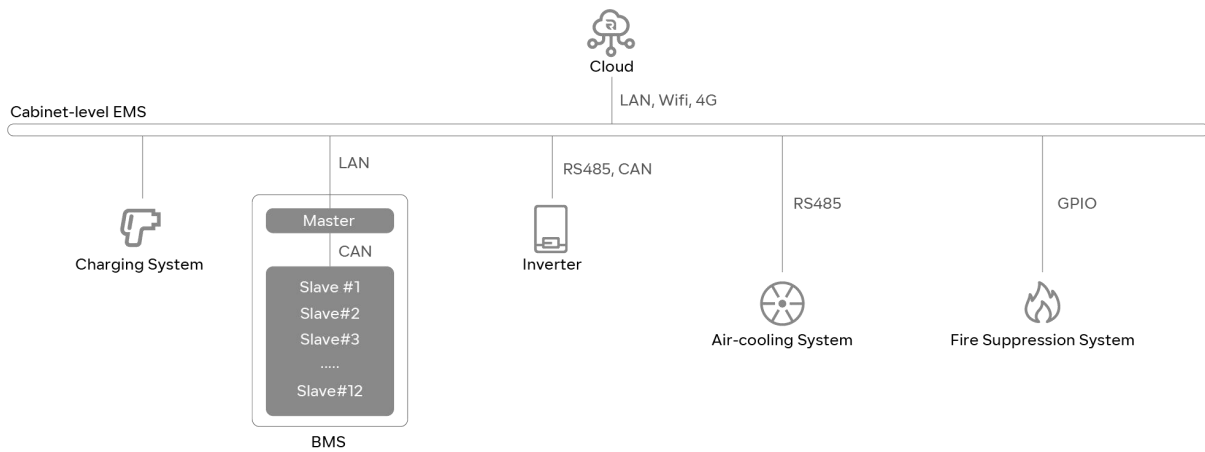 Cloud
LAN, Wifi, 4G
Cabinet-level EMS
LAN
RS485, CAN
RS485
GPIO
Master
CAN
Charging System
Inverter
Slave #1
Slave#2
Slave#3
.....
Slave#12
Air-cooling System
Fire Suppression System
BMS